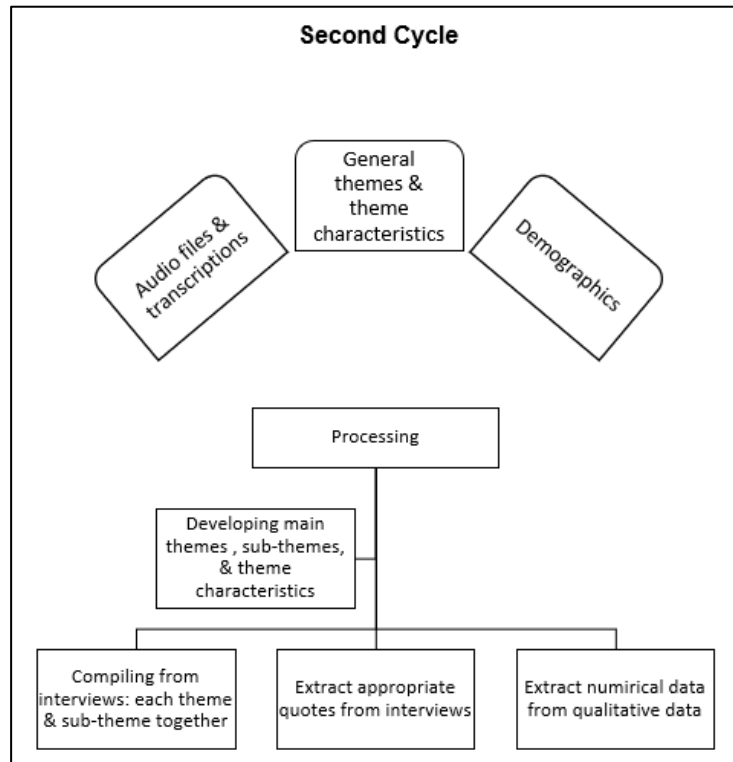 Second Cycle
General
themes &
theme
characteristics
Audio files &
transcriptions
Demographics
Processing
Developing main
themes , sub-themes,
& theme
characteristics
Compiling from
interviews: each theme
& sub-theme together
Extract appropriate
quotes from interviews
Extract numirical data
from qualitative data